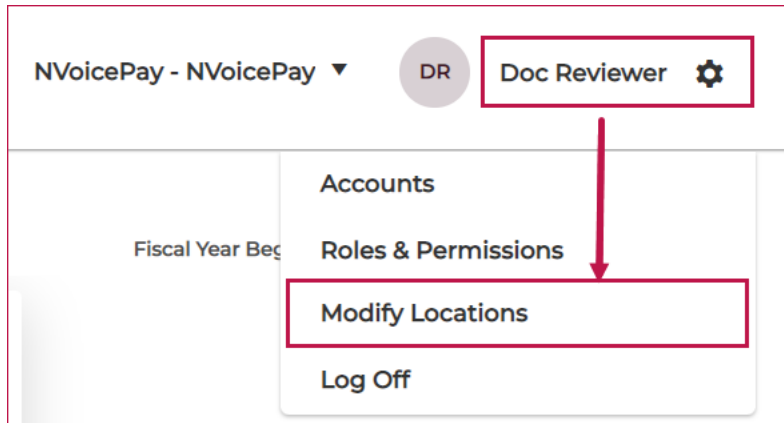 NVoicePay - NVoicePay
DR
Doc Reviewer
Accounts
Fiscal Year Beg
Roles & Permissions
Modify Locations
Log Off